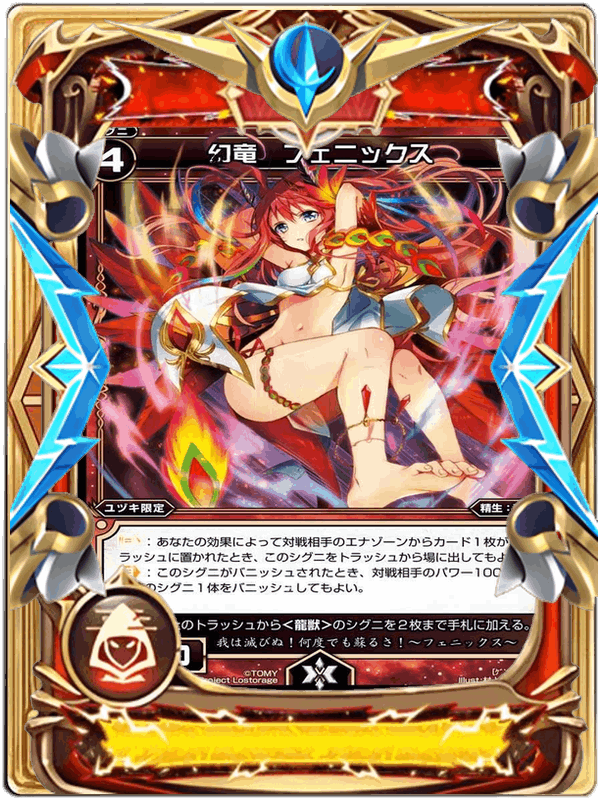 グニ
4
幻竜 フェニックス
ユヅキ限定
精生：
：あなたの効果によって対戦相手のエナゾーンからカード１枚が
ラッシュに置かれたとき、このシグニをトラッシュから場に出してもよ
：このシグニがバニッシュされたとき、対戦相手のパワー100
シグニ１体をバニッシュしてもよい。
のトラッシュから＜龍獣＞のシグニを２枚まで手札に加える。
我は滅びぬ！何度でも蘇るさ！～フェニックス～
0
©TOMY
roject Lostorage
Illust: